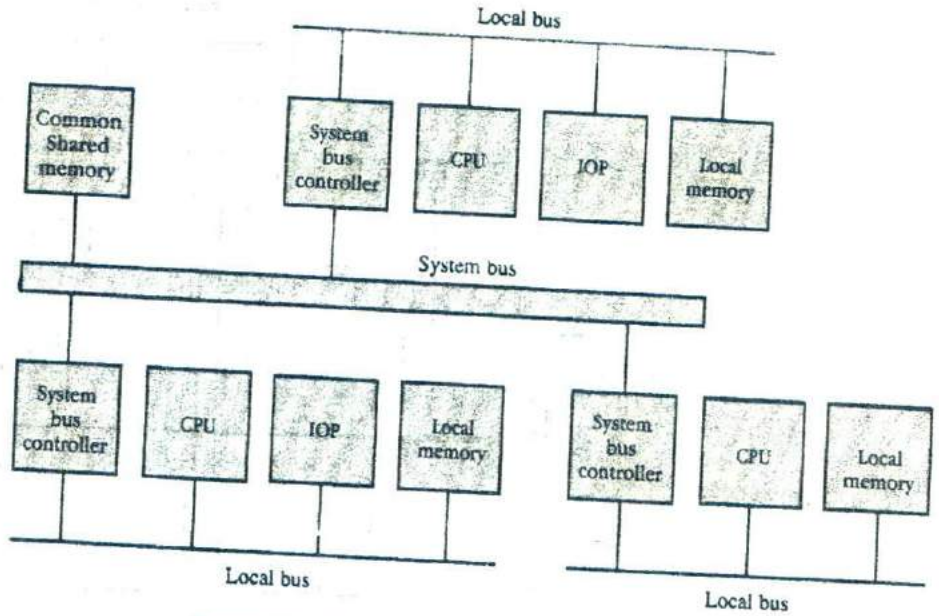 Local bus
Common
Shared
memory
System
bus
controller
CPU
IOP
Local
memory
System bus
System
bus
controller
CPU
IOP
Local
memory
System
bus
controller
CPU
Local
memory
Local bus
Local bus